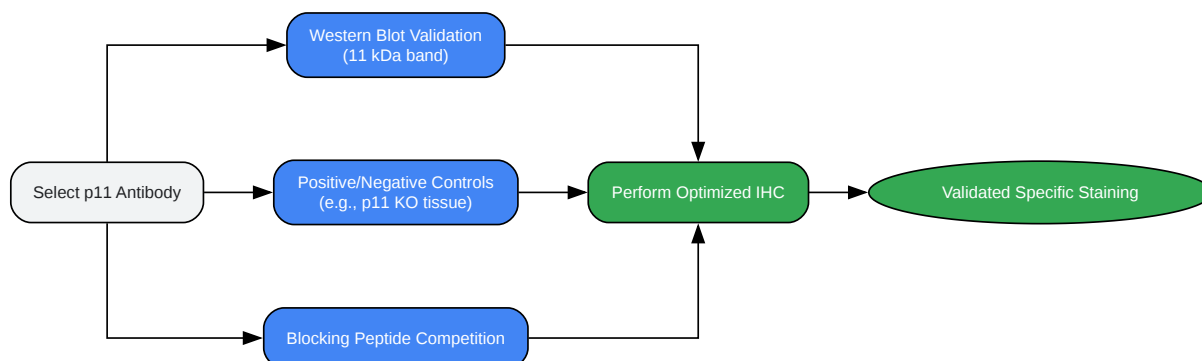 Western Blot Validation
(11 kDa band)
Select p11 Antibody
Positive/Negative Controls
(e.g., p11 KO tissue)
Perform Optimized IHC
Validated Specific Staining
Blocking Peptide Competition